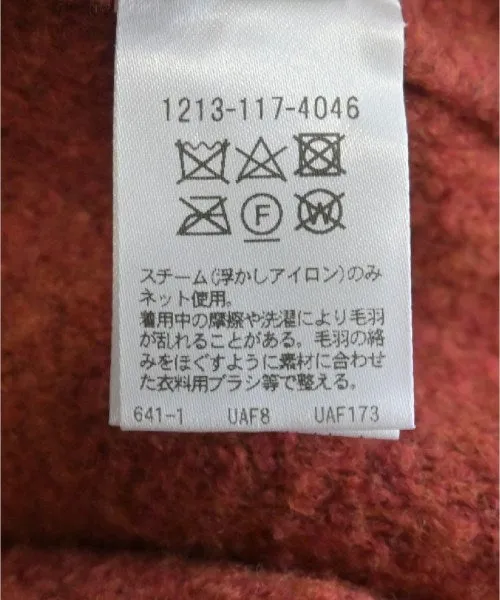 1213-117-4046
F W
スチーム(浮かしアイロン)のみ
ネット使用。
着用中の摩擦や洗濯により毛羽
が乱れることがある。毛羽の絡
みをほぐすように素材に合わせ
た衣料用ブラシ等で整える。
641-1 UAF8 UAF173